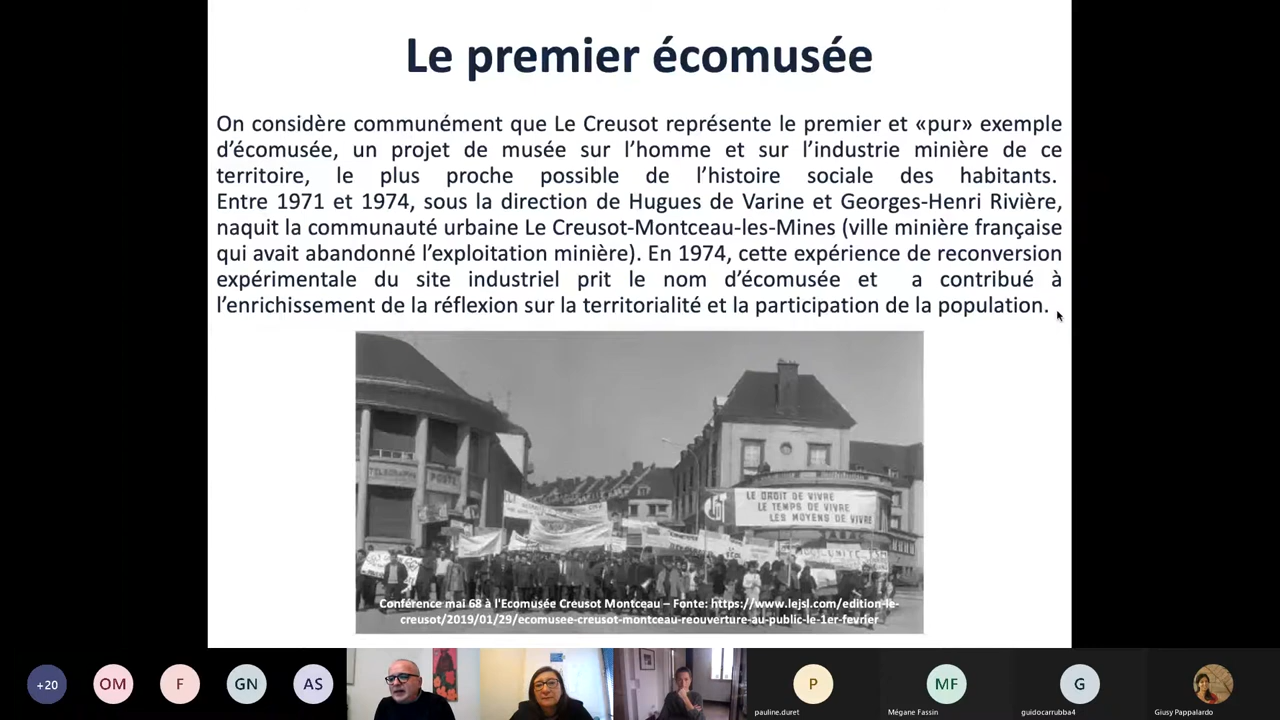 Le premier écomusée
On considère communément que Le Creusot représente le premier et «pur» exemple
d’écomusée, un projet de musée sur l’homme et sur l’industrie minière de ce
territoire, le plus proche possible de l’histoire sociale des habitants.
Entre 1971 et 1974, sous la direction de Hugues de Varine et Georges-Henri Rivière,
naquit la communauté urbaine Le Creusot-Montceau-les-Mines (ville minière française
qui avait abandonné l’exploitation minière). En 1974, cette expérience de reconversion
expérimentale du site industriel prit le nom d’écomusée et a contribué à
l’enrichissement de la réflexion sur la territorialité et la participation de la population.
TELEGRAPHE POSTE
LE DROIT DE VIVRE
LE TEMPS DE VIVRE
LES MOYENS DE VIVRE
Conférence mai 68 à l'Ecomusée Creusot Montceau – Fonte: https://www.lejsl.com/edition-le-
creusot/2019/01/29/ecomusee-creusot-montceau-reouverture-au-public-le-1er-fevrier
+20 OM F GN AS P MF G
pauline.duret Mégane Fassin guidocarrubba4 Giusy Pappalardo